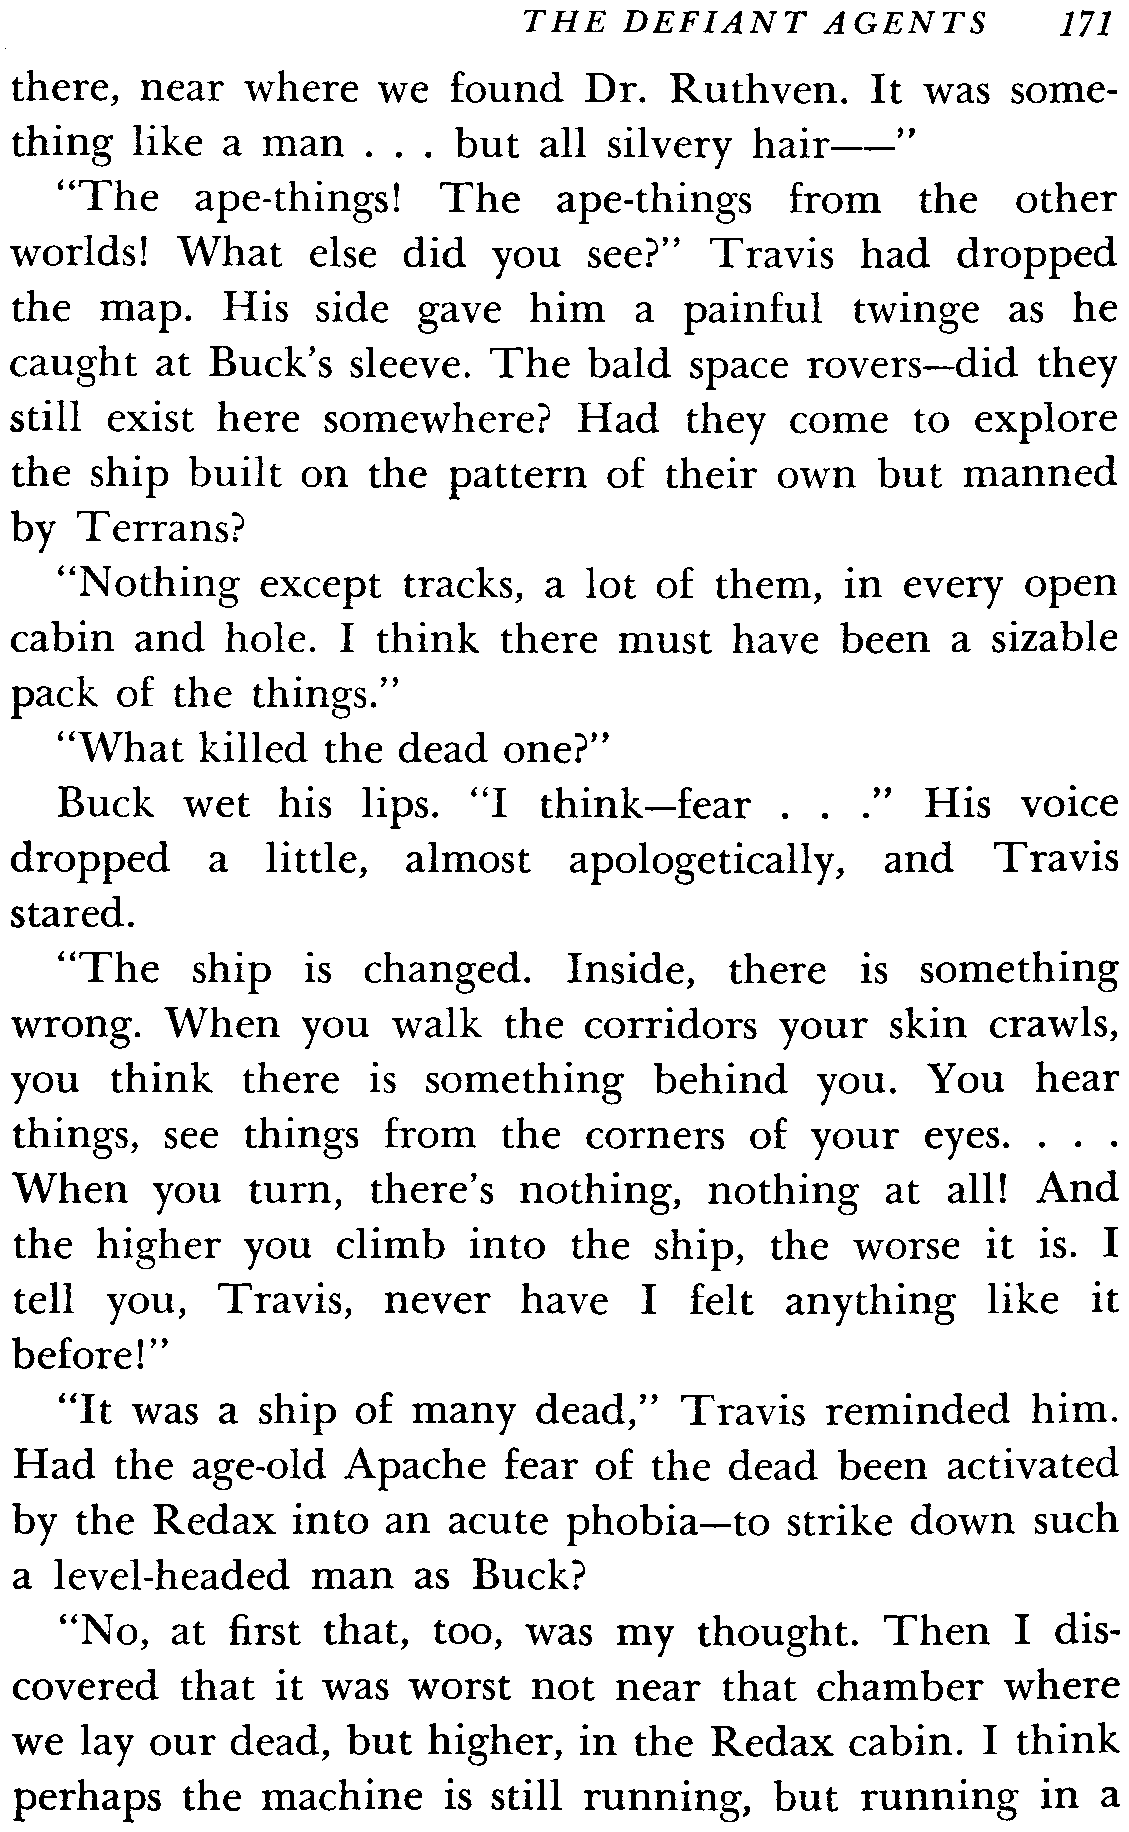 THE DEFIANT AGENTS 171
there, near where we found Dr. Ruthven. It was some-
thing like a man . . . but all silvery hair——”
“The ape-things! The ape-things from the other
worlds! What else did you see?” Travis had dropped
the map. His side gave him a painful twinge as he
caught at Buck’s sleeve. The bald space rovers—did they
still exist here somewhere? Had they come to explore
the ship built on the pattern of their own but manned
by Terrans?
“Nothing except tracks, a lot of them, in every open
cabin and hole. I think there must have been a sizable
pack of the things.”
“What killed the dead one?”
Buck wet his lips. “I think—fear . . .” His voice
dropped a little, almost apologetically, and Travis
stared.
“The ship is changed. Inside, there is something
wrong. When you walk the corridors your skin crawls,
you think there is something behind you. You hear
things, see things from the corners of your eyes. . . .
When you turn, there’s nothing, nothing at all! And
the higher you climb into the ship, the worse it is. I
tell you, Travis, never have I felt anything like it
before!”
“It was a ship of many dead,” Travis reminded him.
Had the age-old Apache fear of the dead been activated
by the Redax into an acute phobia—to strike down such
a level-headed man as Buck?
“No, at first that, too, was my thought. Then I dis-
covered that it was worst not near that chamber where
we lay our dead, but higher, in the Redax cabin. I think
perhaps the machine is still running, but running in a